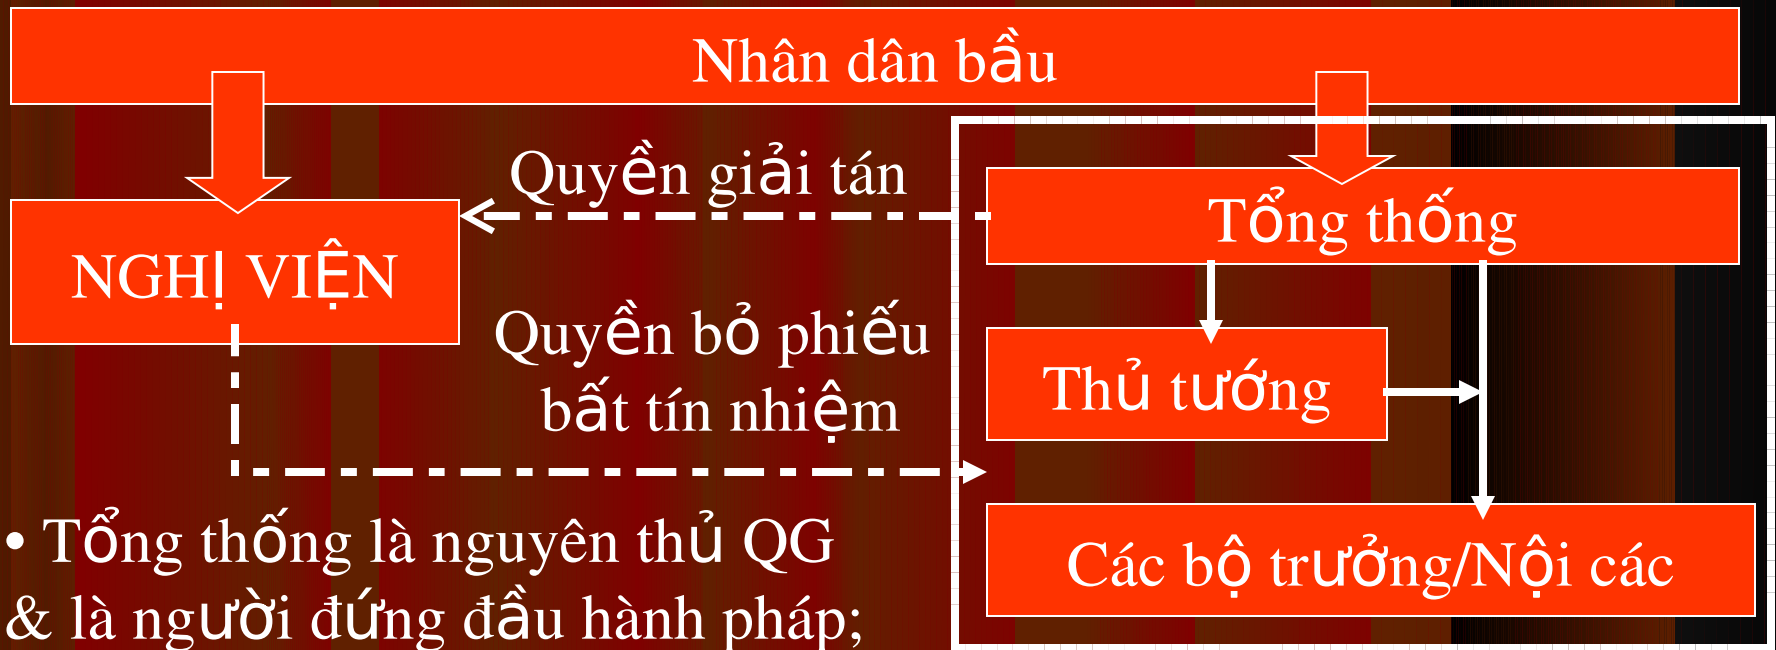 Nhân dân bầu
Quyền giải tán
Tổng thống
NGHỊ VIỆN
Quyền bỏ phiếu
bất tín nhiệm
Thủ tướng
• Tổng thống là nguyên thủ QG
& là người đứng đầu hành pháp;
Các bộ trưởng/Nội các